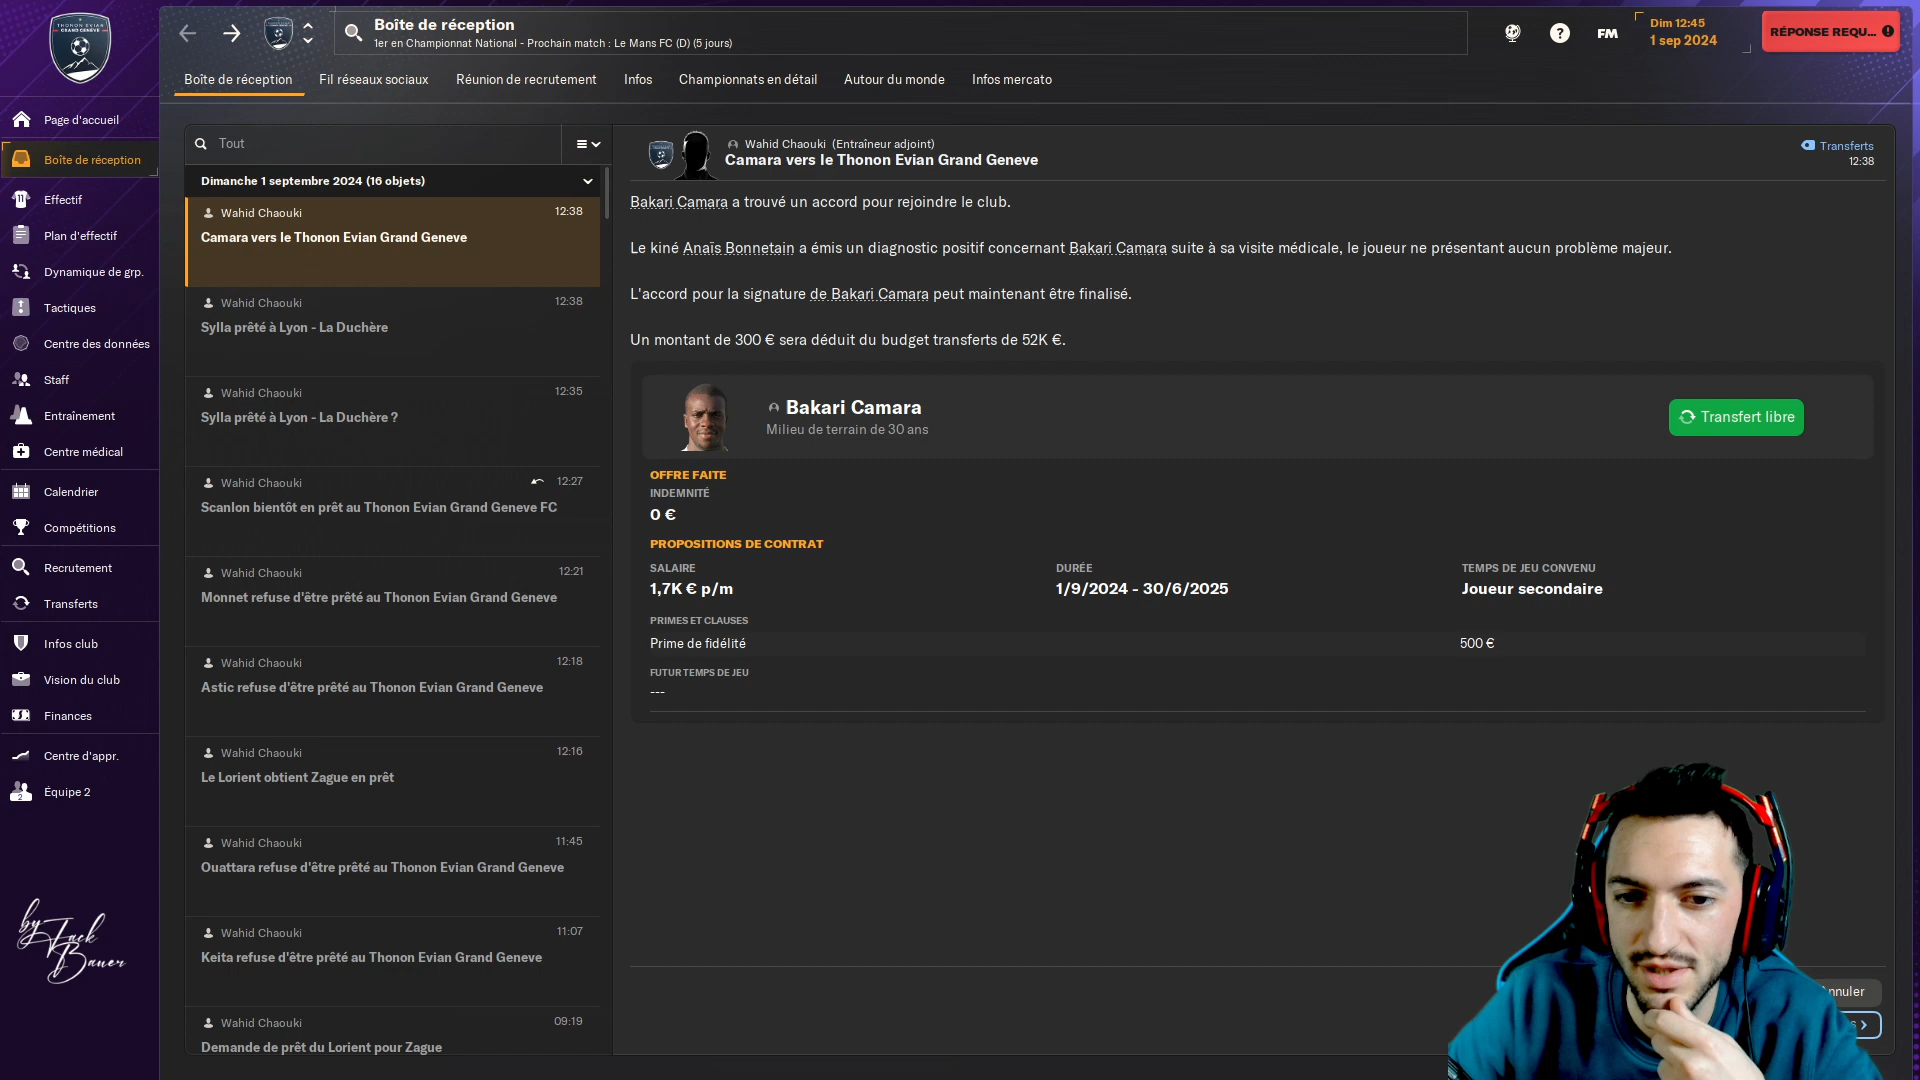 THONON EVIAN
GRAND GENÈVE
Boîte de réception
1er en Championnat National - Prochain match : Le Mans FC (D) (5 jours)
FM
Dim 12:45
1 sep 2024
RÉPONSE REQU...
Boîte de réception
Fil réseaux sociaux
Réunion de recrutement
Infos
Championnats en détail
Autour du monde
Infos mercato
Page d'accueil
Boîte de réception
Effectif
Plan d'effectif
Dynamique de grp.
Tactiques
Centre des données
Staff
Entraînement
Centre médical
Calendrier
Compétitions
Recrutement
Transferts
Infos club
Vision du club
Finances
Centre d'appr.
Équipe 2
by Jack
Bauer
Tout
Dimanche 1 septembre 2024 (16 objets)
Wahid Chaouki 12:38
Camara vers le Thonon Evian Grand Geneve
Wahid Chaouki 12:38
Sylla prêté à Lyon - La Duchère
Wahid Chaouki 12:35
Sylla prêté à Lyon - La Duchère ?
Wahid Chaouki 12:27
Scanlon bientôt en prêt au Thonon Evian Grand Geneve FC
Wahid Chaouki 12:21
Monnet refuse d'être prêté au Thonon Evian Grand Geneve
Wahid Chaouki 12:18
Astic refuse d'être prêté au Thonon Evian Grand Geneve
Wahid Chaouki 12:16
Le Lorient obtient Zague en prêt
Wahid Chaouki 11:45
Ouattara refuse d'être prêté au Thonon Evian Grand Geneve
Wahid Chaouki 11:07
Keita refuse d'être prêté au Thonon Evian Grand Geneve
Wahid Chaouki 09:19
Demande de prêt du Lorient pour Zague
Wahid Chaouki (Entraîneur adjoint)
Camara vers le Thonon Evian Grand Geneve
Transferts
12:38
Bakari Camara a trouvé un accord pour rejoindre le club.
Le kiné Anaïs Bonnetain a émis un diagnostic positif concernant Bakari Camara suite à sa visite médicale, le joueur ne présentant aucun problème majeur.
L'accord pour la signature de Bakari Camara peut maintenant être finalisé.
Un montant de 300 € sera déduit du budget transferts de 52K €.
Bakari Camara
Milieu de terrain de 30 ans
Transfert libre
OFFRE FAITE
INDEMNITÉ
0 €
PROPOSITIONS DE CONTRAT
SALAIRE DURÉE TEMPS DE JEU CONVENU
1,7K € p/m 1/9/2024 - 30/6/2025 Joueur secondaire
PRIMES ET CLAUSES
Prime de fidélité 500 €
FUTUR TEMPS DE JEU
---